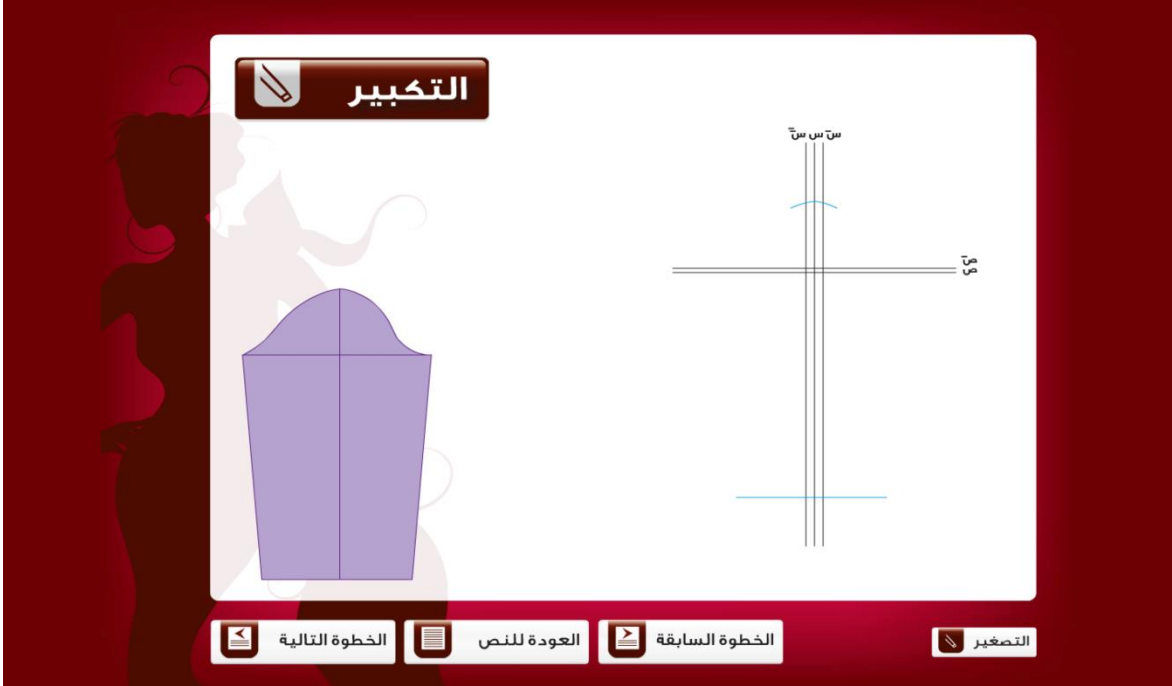 التكبير
سَ س سً
صَ
ص
التصغير
الخطوة السابقة
العودة للنص
الخطوة التالية